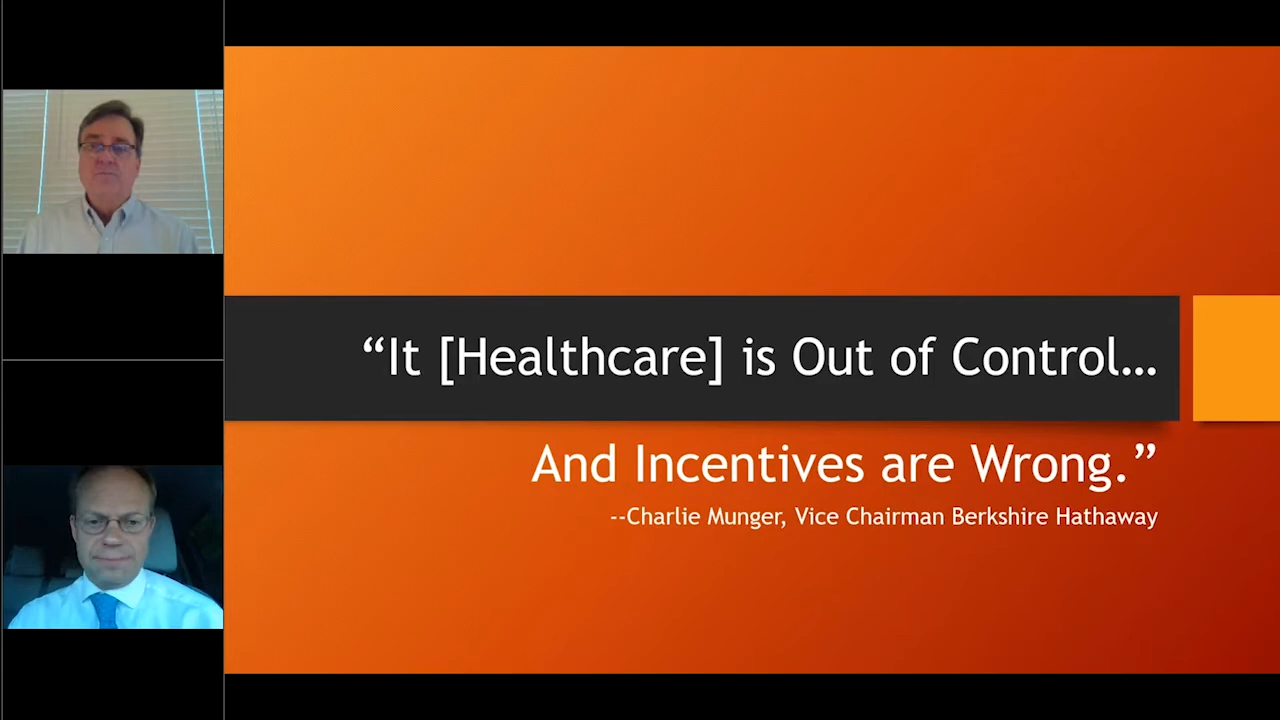 “It [Healthcare] is Out of Control…
And Incentives are Wrong.”
--Charlie Munger, Vice Chairman Berkshire Hathaway